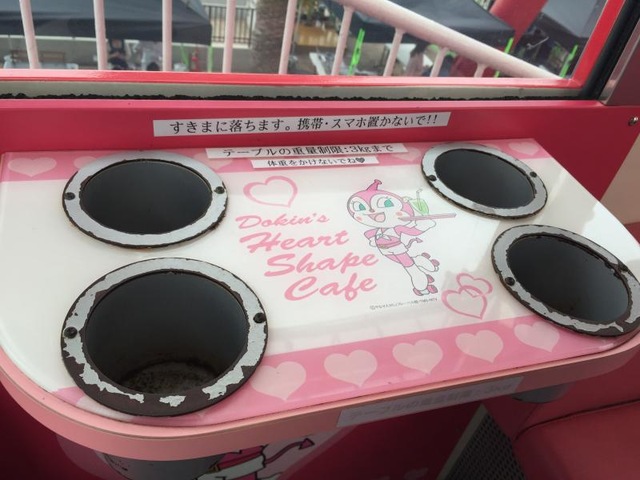 すきまに落ちます。携帯・スマホ置かないで!!
テーブルの重量制限:3kgまで
体重をかけないでね♥
Dokin's
Heart
Shape
Cafe